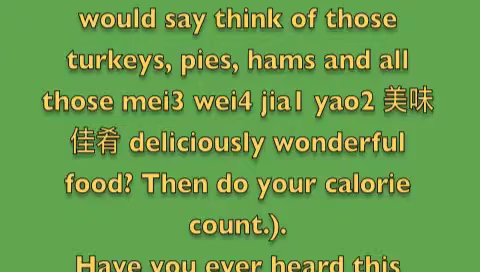 would say think of those
turkeys, pies, hams and all
those mei3 wei4 jia1 yao2 美味
佳肴 deliciously wonderful
food? Then do your calorie
count.).
Have you ever heard this